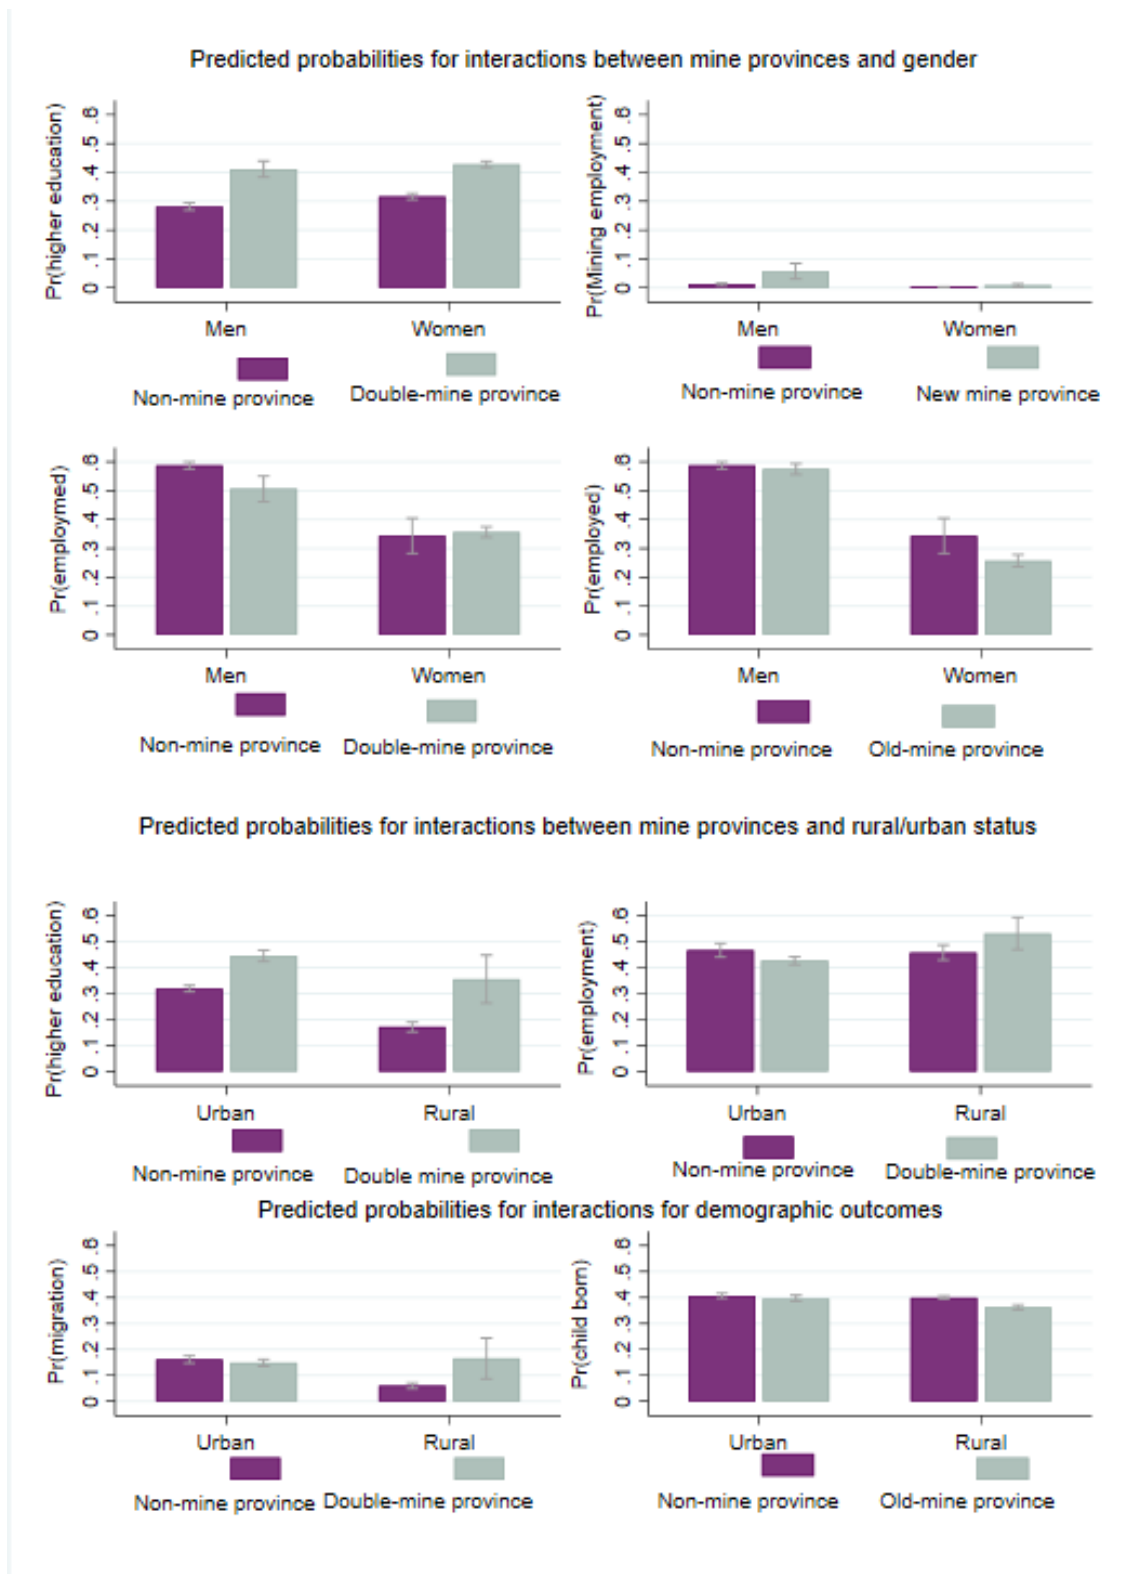 Predicted probabilities for interactions between mine provinces and gender
Pr(higher education)
.6
.5
.4
.3
.2
.1
0
Men
Women
Non-mine province
Double-mine province
Pr(Mining employment)
.6
.5
.4
.3
.2
.1
0
Men
Women
Non-mine province
New mine province
Pr(employmed)
.6
.5
.4
.3
.2
.1
0
Men
Women
Non-mine province
Double-mine province
Pr(employed)
.6
.5
.4
.3
.2
.1
0
Men
Women
Non-mine province
Old-mine province
Predicted probabilities for interactions between mine provinces and rural/urban status
Pr(higher education)
.6
.5
.4
.3
.2
.1
0
Urban
Rural
Non-mine province
Double mine province
Pr(employment)
.6
.5
.4
.3
.2
.1
0
Urban
Rural
Non-mine province
Double-mine province
Predicted probabilities for interactions for demographic outcomes
Pr(migration)
.6
.5
.4
.3
.2
.1
0
Urban
Rural
Non-mine province
Double-mine province
Pr(child born)
.6
.5
.4
.3
.2
.1
0
Urban
Rural
Non-mine province
Old-mine province